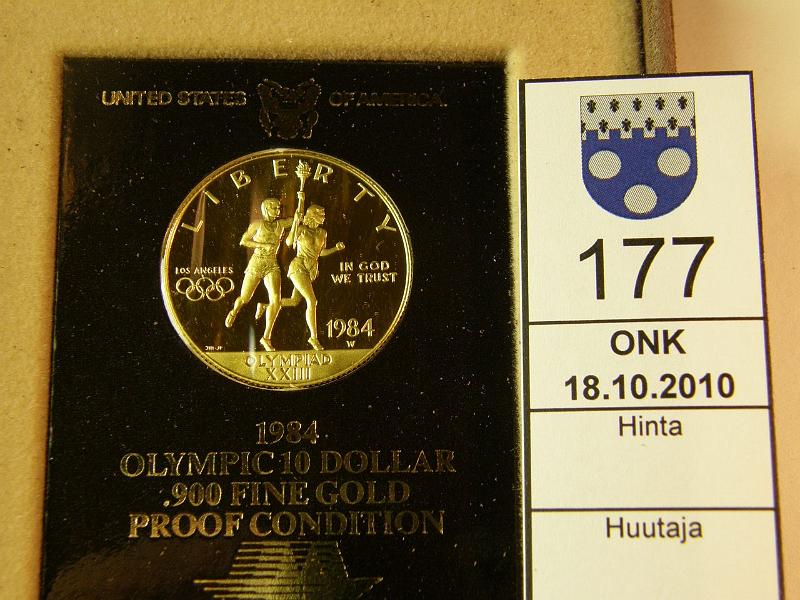 UNITED STATES OF AMERICA
LIBERTY
LOS ANGELES
IN GOD
WE TRUST
1984
W
OLYMPIAD
XXIII
1984
OLYMPIC 10 DOLLAR
.900 FINE GOLD
PROOF CONDITION
177
ONK
18.10.2010
Hinta
Huutaja